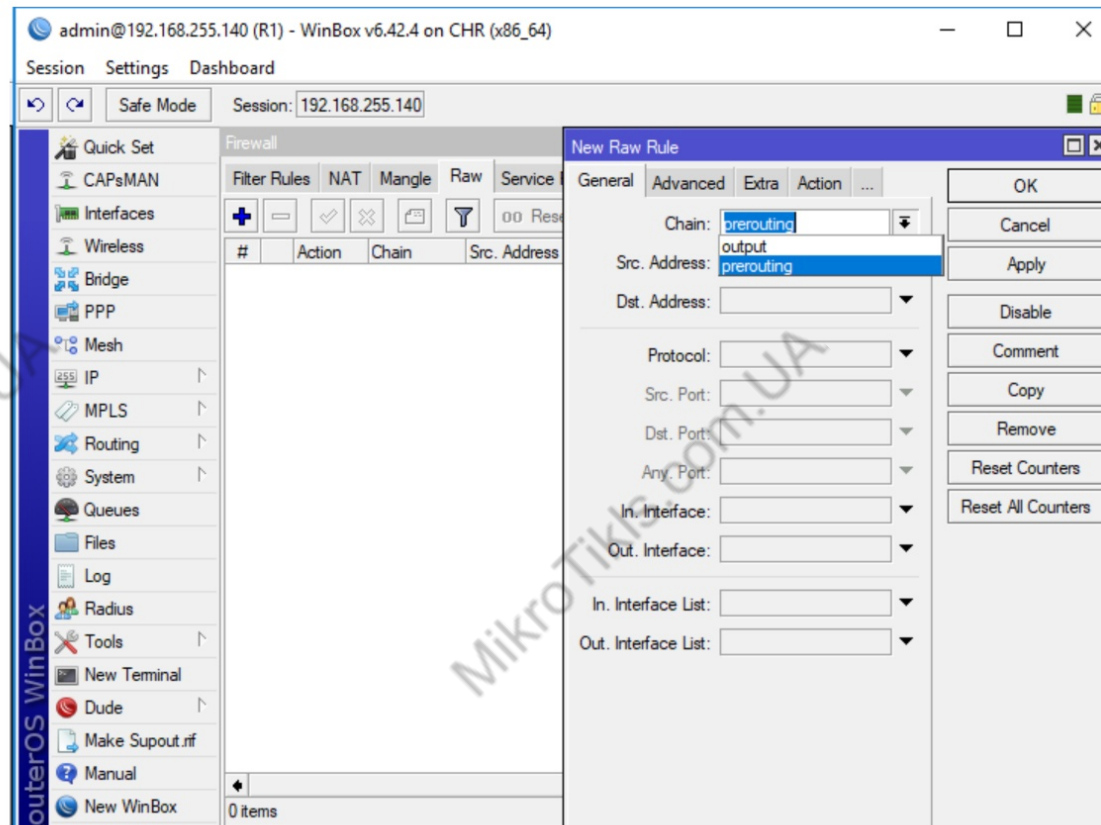 admin@192.168.255.140 (R1) - WinBox v6.42.4 on CHR (x86_64)
Session Settings Dashboard
Safe Mode Session: 192.168.255.140
Quick Set
CAPsMAN
Interfaces
Wireless
Bridge
PPP
Mesh
IP
MPLS
Routing
System
Queues
Files
Log
Radius
Tools
New Terminal
Dude
Make Supout.rif
Manual
New WinBox
outerOS WinBox
Firewall
Filter Rules NAT Mangle Raw Service
00 Rese
# Action Chain Src. Address
0 items
New Raw Rule
General Advanced Extra Action ...
Chain: prerouting
output
prerouting
Src. Address:
Dst. Address:
Protocol:
Src. Port:
Dst. Port:
Any. Port:
In. Interface:
Out. Interface:
In. Interface List:
Out. Interface List:
OK
Cancel
Apply
Disable
Comment
Copy
Remove
Reset Counters
Reset All Counters
MikroTikls.com.UA
UA
255